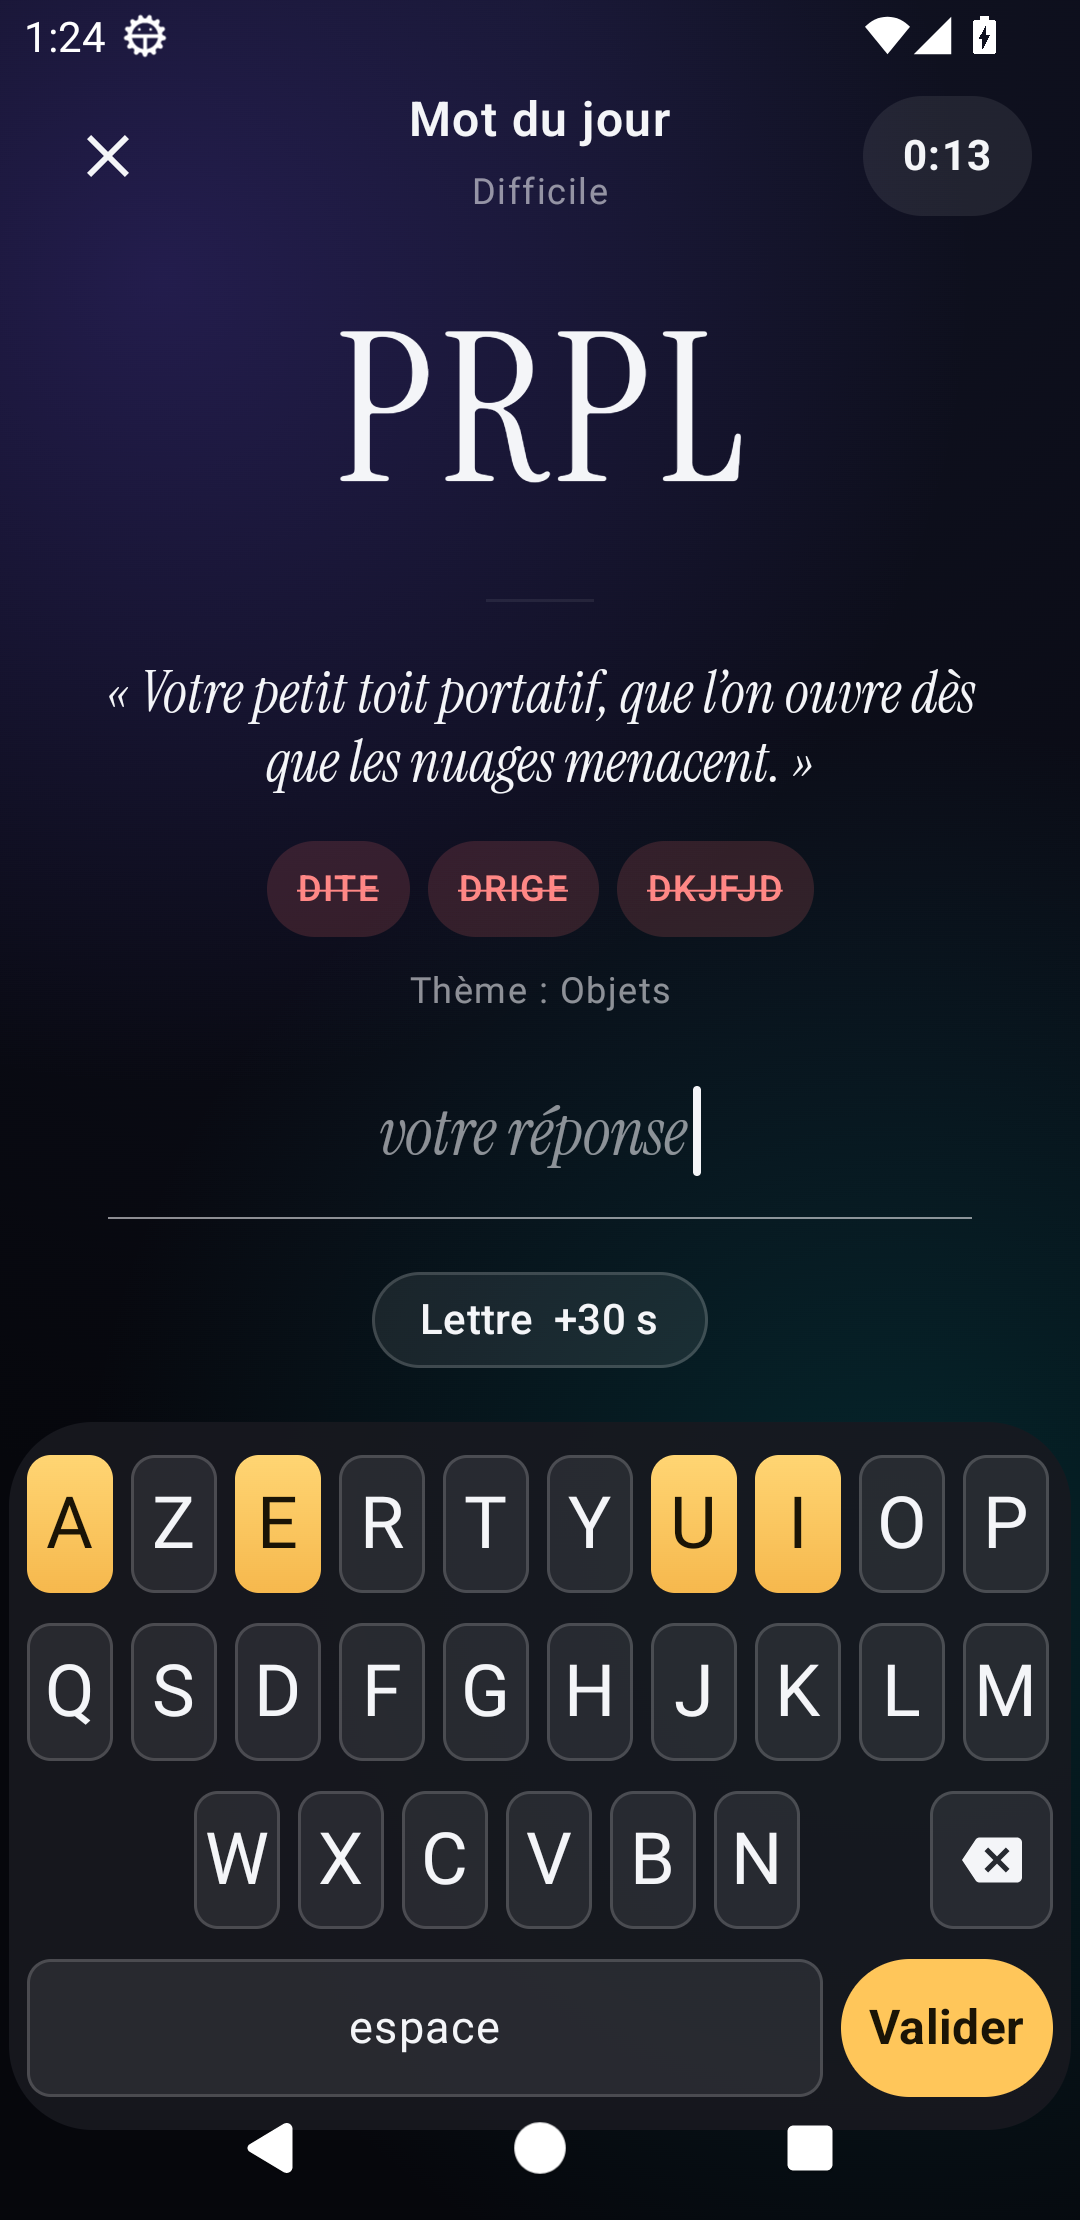 1:24
Mot du jour
Difficile
0:13
PRPL
« Votre petit toit portatif, que l’on ouvre dès
que les nuages menacent. »
DITE DRIGE DKJFJD
Thème : Objets
votre réponse
Lettre +30 s
A Z E R T Y U I O P
Q S D F G H J K L M
W X C V B N
espace Valider